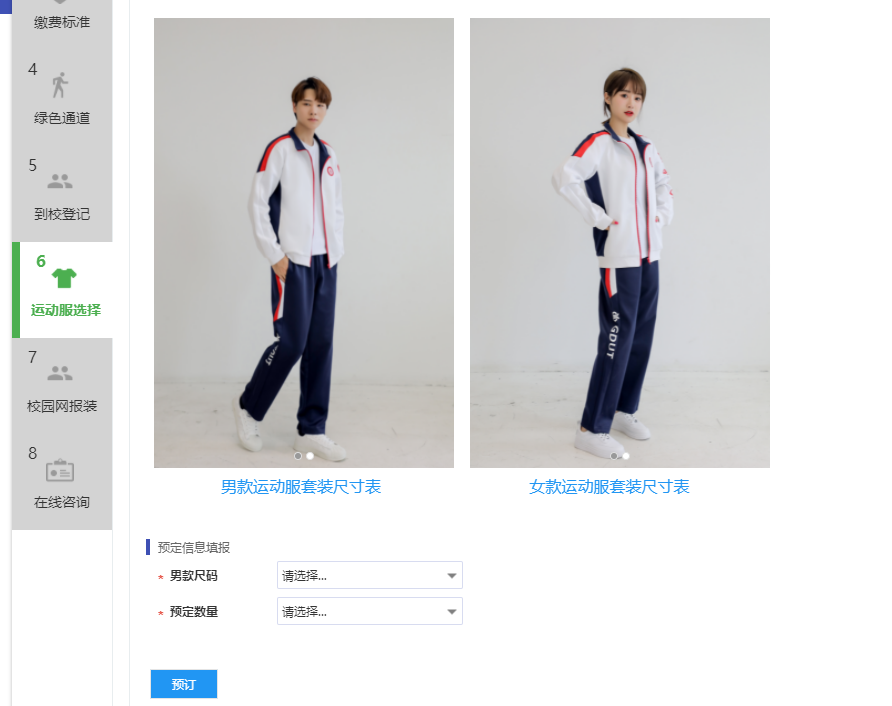 缴费标准
4
绿色通道
5
到校登记
6
运动服选择
7
校园网报装
8
在线咨询
GDUT
男款运动服套装尺寸表
女款运动服套装尺寸表
预定信息填报
* 男款尺码
请选择...
* 预定数量
请选择...
预订